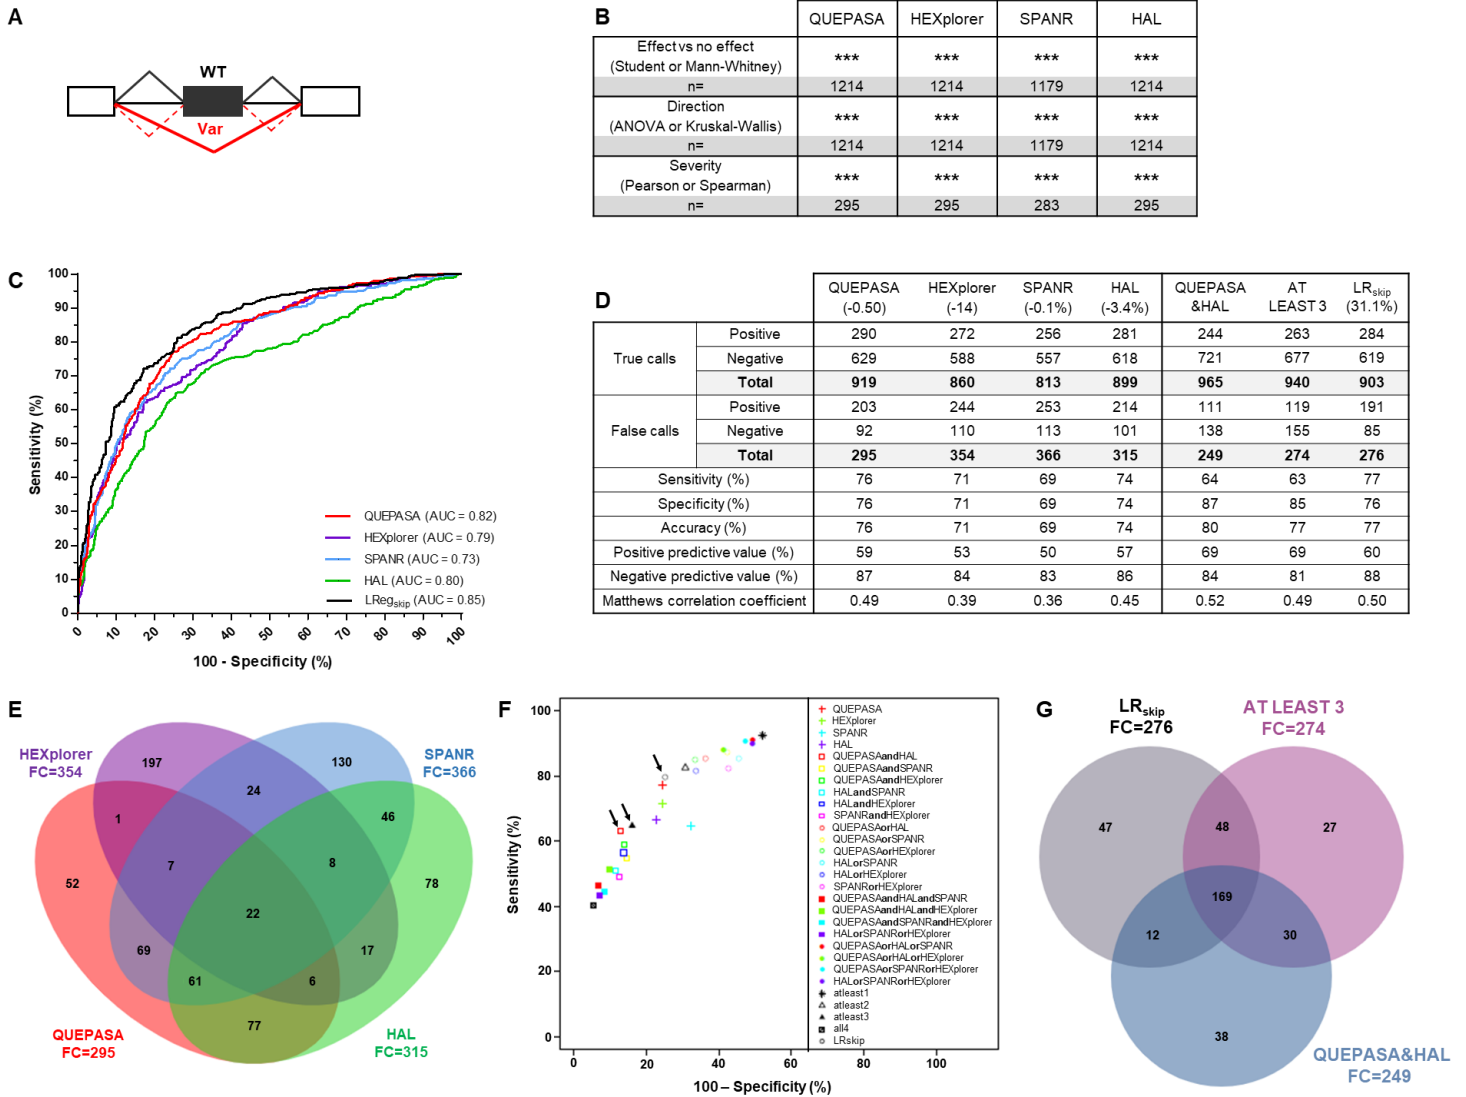 A
WT
Var
B
QUEPASA HEXplorer SPANR HAL
Effect vs no effect
(Student or Mann-Whitney)
*** *** *** ***
n= 1214 1214 1179 1214
Direction
(ANOVA or Kruskal-Wallis)
*** *** *** ***
n= 1214 1214 1179 1214
Severity
(Pearson or Spearman)
*** *** *** ***
n= 295 295 283 295
C
Sensitivity (%)
100
90
80
70
60
50
40
30
20
10
0
0 10 20 30 40 50 60 70 80 90 100
100 - Specificity (%)
QUEPASA (AUC = 0.82)
HEXplorer (AUC = 0.79)
SPANR (AUC = 0.73)
HAL (AUC = 0.80)
LRegskip (AUC = 0.85)
D
QUEPASA HEXplorer SPANR HAL QUEPASA AT LRskip
(-0.50) (-14) (-0.1%) (-3.4%) &HAL LEAST 3 (31.1%)
True calls
Positive 290 272 256 281 244 263 284
Negative 629 588 557 618 721 677 619
Total 919 860 813 899 965 940 903
False calls
Positive 203 244 253 214 111 119 191
Negative 92 110 113 101 138 155 85
Total 295 354 366 315 249 274 276
Sensitivity (%) 76 71 69 74 64 63 77
Specificity (%) 76 71 69 74 87 85 76
Accuracy (%) 76 71 69 74 80 77 77
Positive predictive value (%) 59 53 50 57 69 69 60
Negative predictive value (%) 87 84 83 86 84 81 88
Matthews correlation coefficient 0.49 0.39 0.36 0.45 0.52 0.49 0.50
E
HEXplorer
FC=354
SPANR
FC=366
QUEPASA
FC=295
HAL
FC=315
197
130
24
1
46
7
8
52
78
22
69
17
61
6
77
F
Sensitivity (%)
100
80
60
40
20
0
0 20 40 60 80 100
100 – Specificity (%)
QUEPASA
HEXplorer
SPANR
HAL
QUEPASAandHAL
QUEPASAandSPANR
QUEPASAandHEXplorer
HALandSPANR
HALandHEXplorer
SPANRandHEXplorer
QUEPASAorHAL
QUEPASAorSPANR
QUEPASAorHEXplorer
HALorSPANR
HALorHEXplorer
SPANRorHEXplorer
QUEPASAandHALandSPANR
QUEPASAandHALandHEXplorer
QUEPASAandSPANRandHEXplorer
HALorSPANRorHEXplorer
QUEPASAorHALorSPANR
QUEPASAorHALorHEXplorer
QUEPASAorSPANRorHEXplorer
HALorSPANRorHEXplorer
atleast1
atleast2
atleast3
all4
LRskip
G
LRskip
FC=276
AT LEAST 3
FC=274
47
48
27
169
12
30
38
QUEPASA&HAL
FC=249